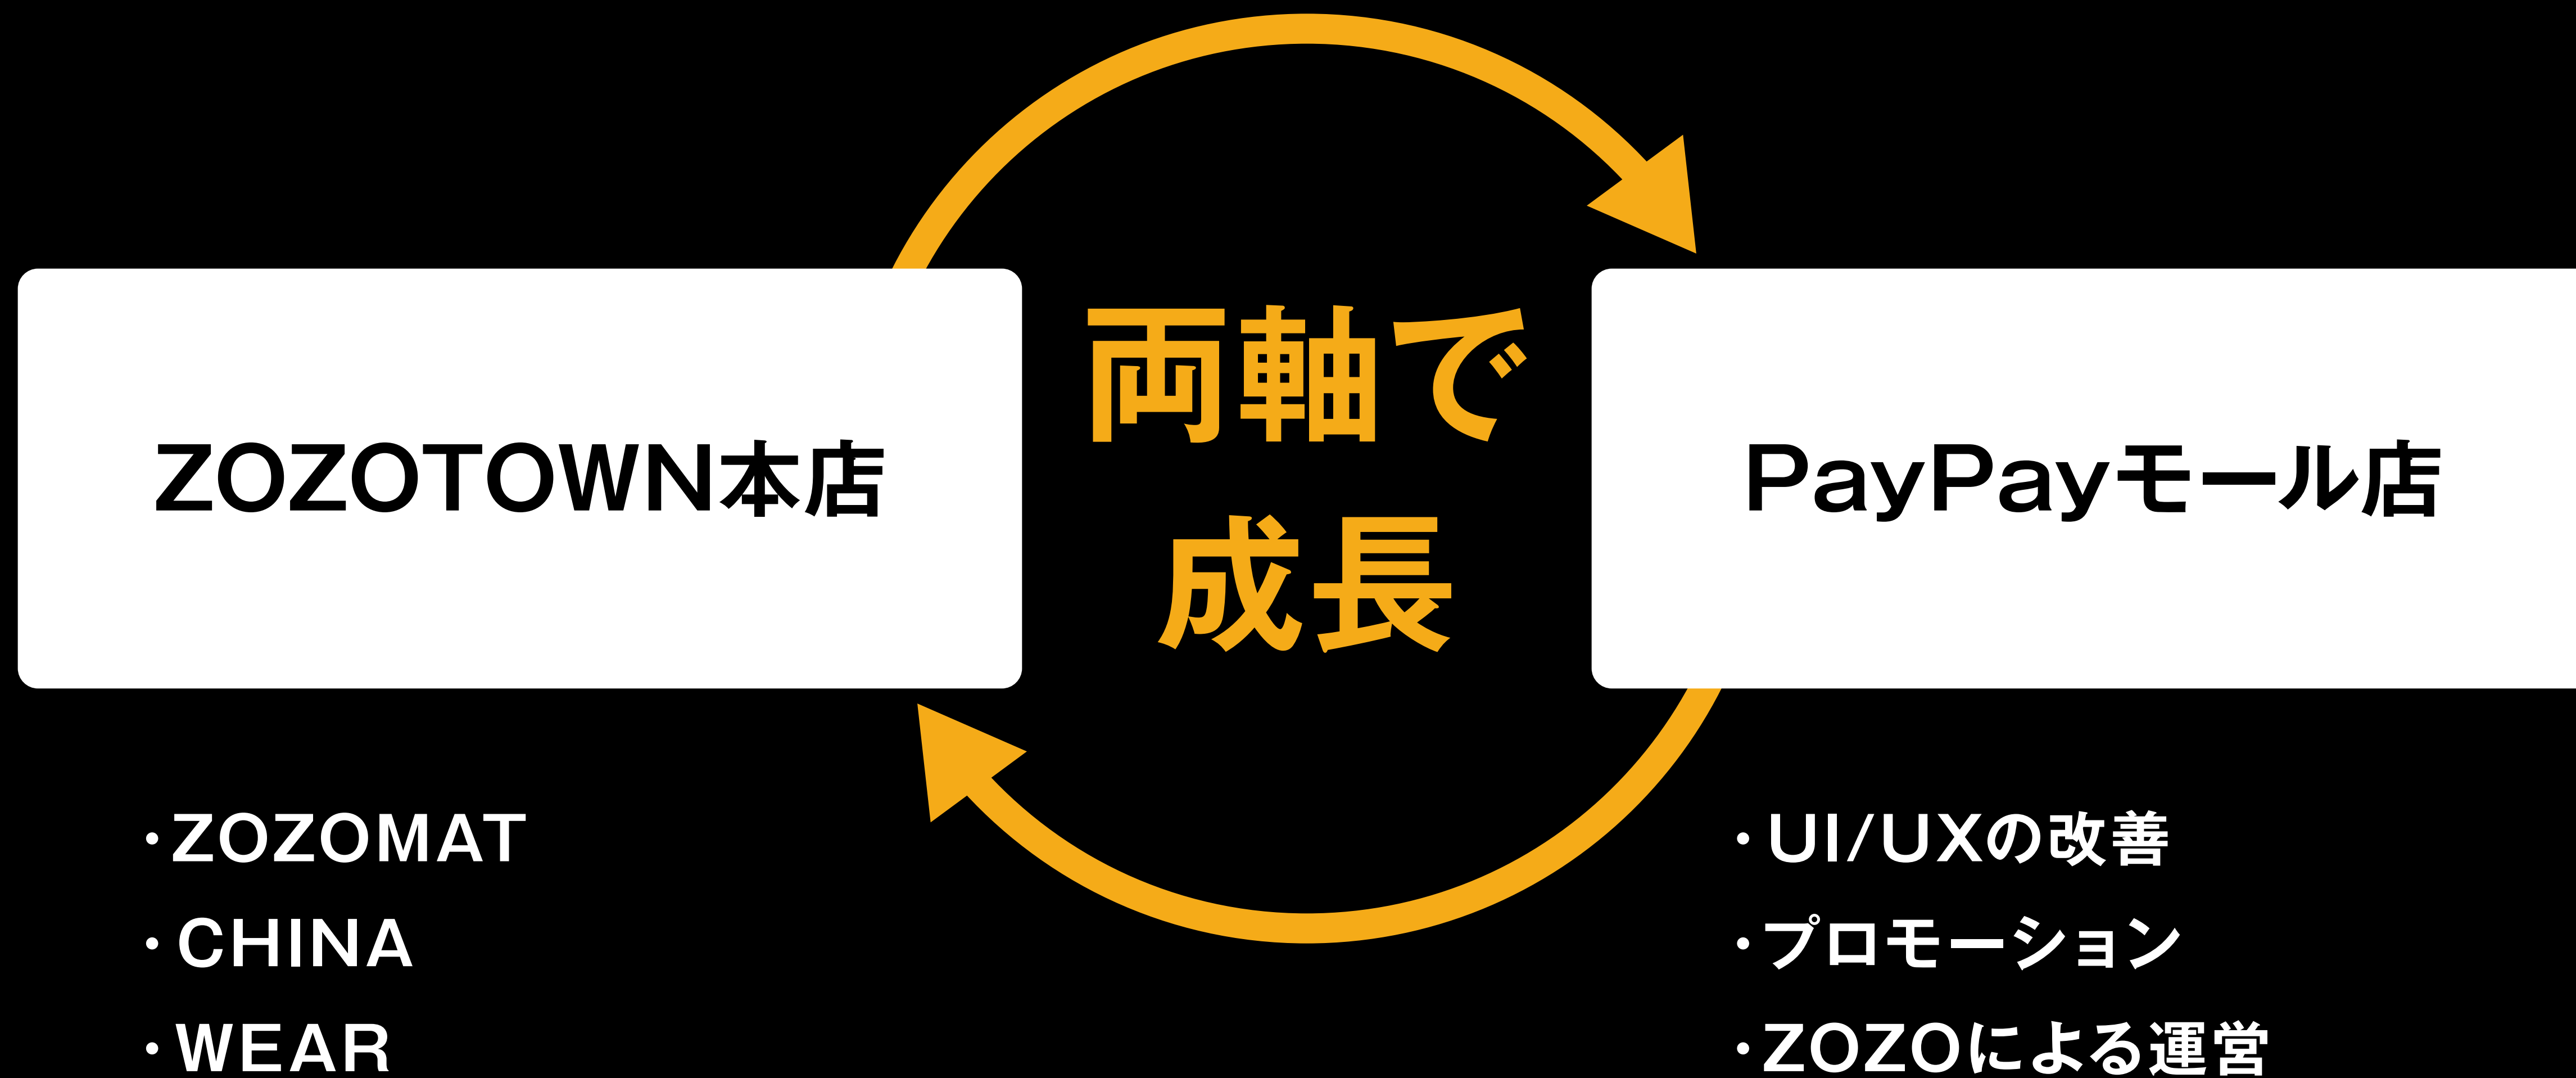 ZOZOTOWN本店
両軸で
成長
PayPayモール店
・ZOZOMAT
・CHINA
・WEAR
・UI/UXの改善
・プロモーション
・ZOZOによる運営